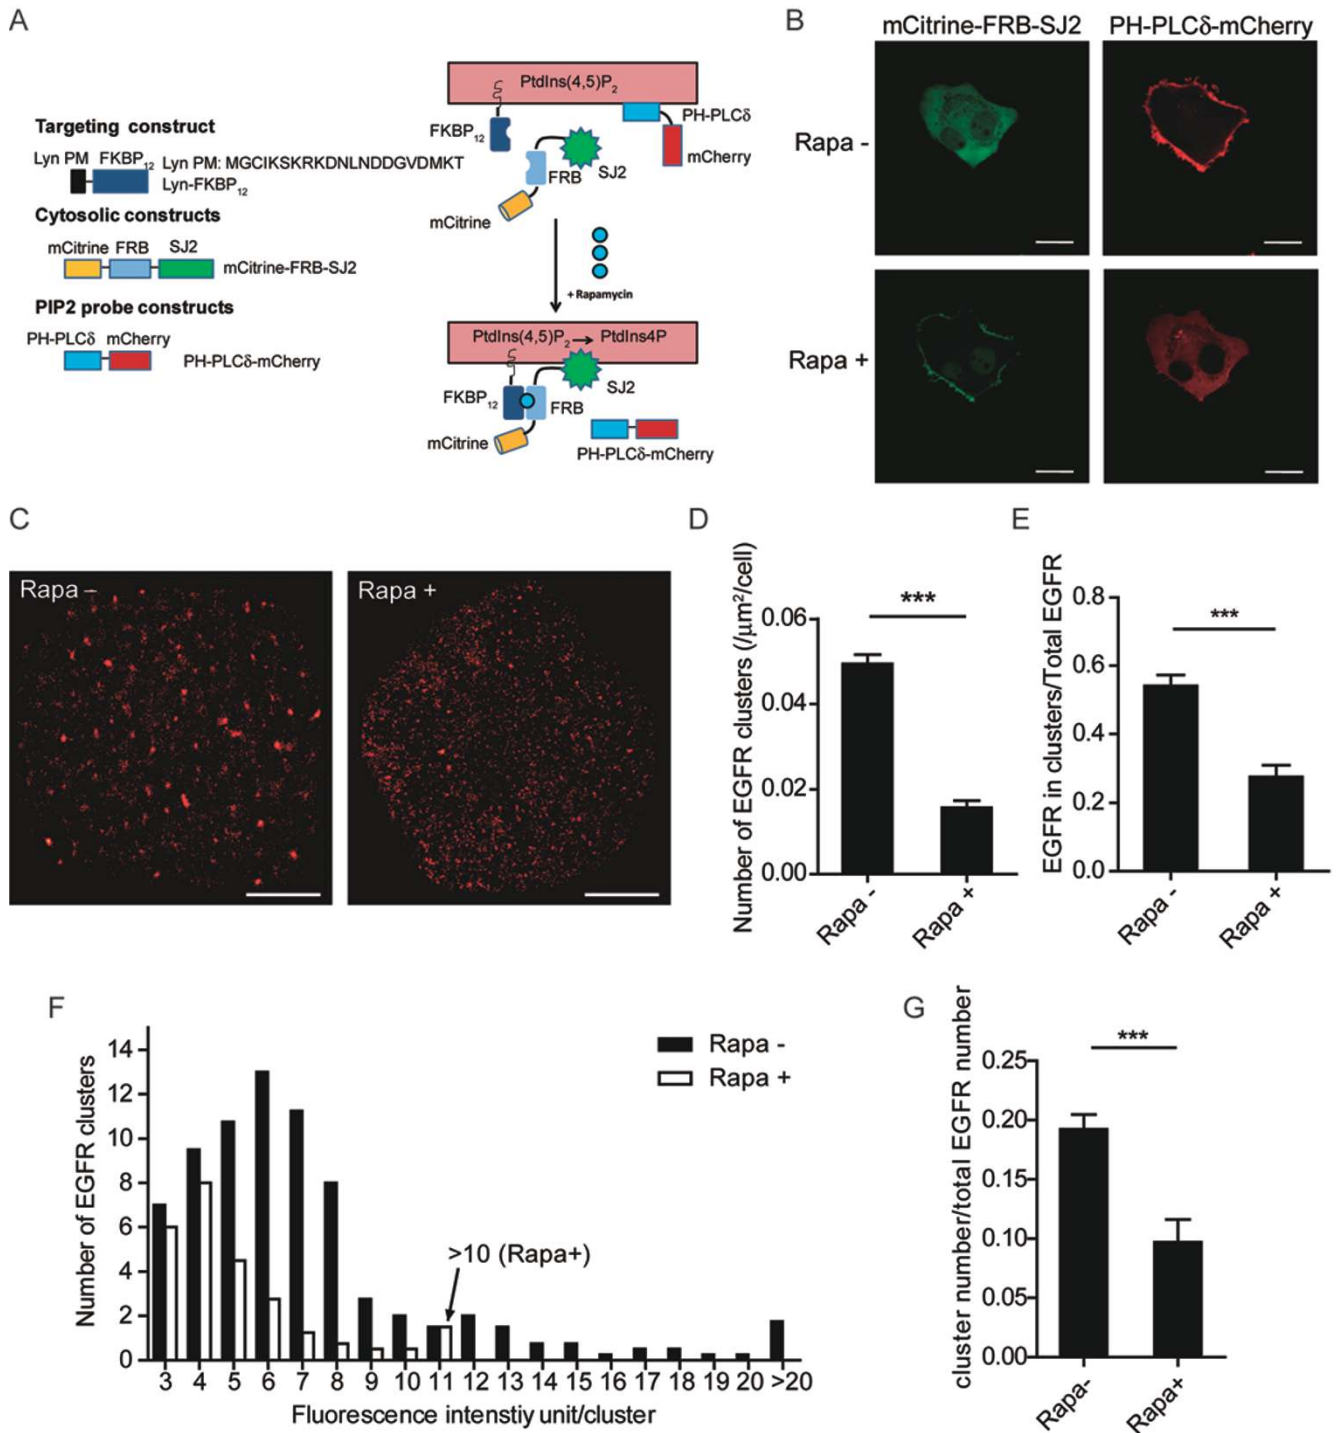 A
Targeting construct
Lyn PM FKBP12 Lyn PM: MGCIKSKRKDNLNDDGVDMKT
Lyn-FKBP12
Cytosolic constructs
mCitrine FRB SJ2
mCitrine-FRB-SJ2
PIP2 probe constructs
PH-PLCδ mCherry
PH-PLCδ-mCherry
PtdIns(4,5)P2
FKBP12
PH-PLCδ
mCherry
FRB
SJ2
mCitrine
+ Rapamycin
PtdIns(4,5)P2 → PtdIns4P
SJ2
FKBP12
FRB
mCitrine
PH-PLCδ-mCherry
B
mCitrine-FRB-SJ2 PH-PLCδ-mCherry
Rapa -
Rapa +
C
Rapa -
Rapa +
D
Number of EGFR clusters (/μm²/cell)
0.06
0.04
0.02
0.00
***
Rapa -
Rapa +
E
EGFR in clusters/Total EGFR
0.8
0.6
0.4
0.2
0.0
***
Rapa -
Rapa +
F
Number of EGFR clusters
14
12
10
8
6
4
2
0
Rapa -
Rapa +
>10 (Rapa+)
3 4 5 6 7 8 9 10 11 12 13 14 15 16 17 18 19 20 >20
Fluorescence intenstiy unit/cluster
G
cluster number/total EGFR number
0.25
0.20
0.15
0.10
0.05
0.00
***
Rapa-
Rapa+